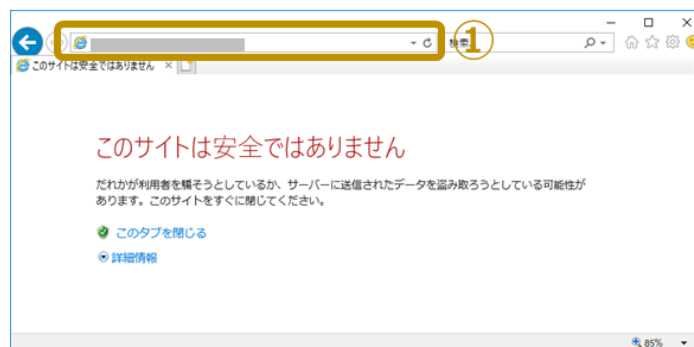 ①
検索...
このサイトは安全ではありません
このサイトは安全ではありません
だれかが利用者を騙そうとしているか、サーバーに送信されたデータを盗み取ろうとしている可能性が
あります。このサイトをすぐに閉じてください。
このタブを閉じる
詳細情報
85%